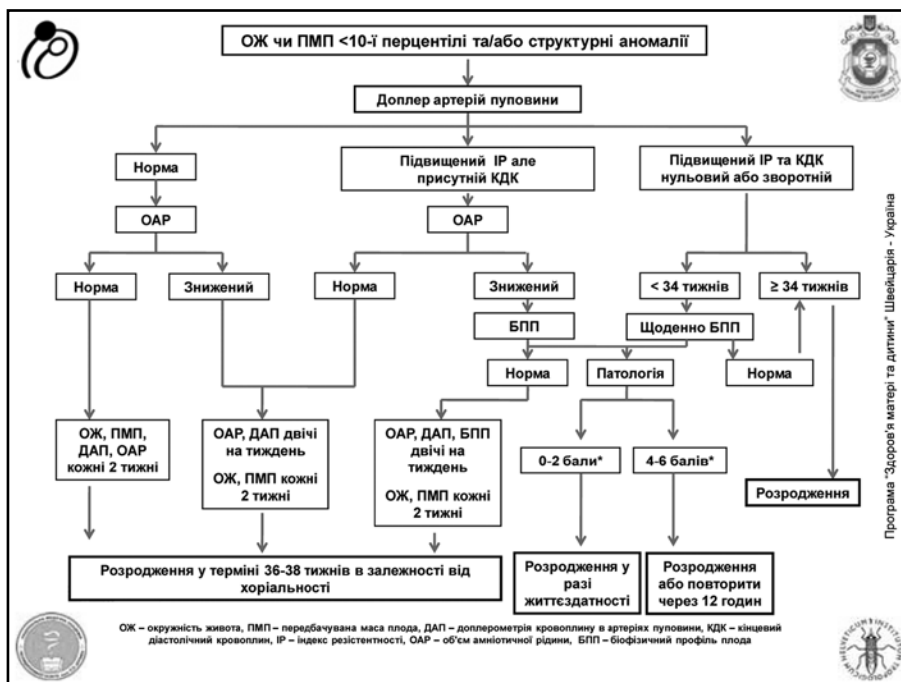 ОЖ чи ПМП <10-ї перцентілі та/або структурні аномалії
Доплер артерій пуповини
Норма
Підвищений ІР але
присутній КДК
Підвищений ІР та КДК
нульовий або зворотній
ОАР
ОАР
Норма
Знижений
Норма
Знижений
< 34 тижнів
≥ 34 тижнів
БПП
Щоденно БПП
Норма
Патологія
Норма
ОЖ, ПМП,
ДАП, ОАР
кожні 2 тижні
ОАР, ДАП двічі
на тиждень
ОЖ, ПМП кожні
2 тижні
ОАР, ДАП, БПП
двічі на
тиждень
ОЖ, ПМП кожні
2 тижні
0-2 бали*
4-6 балів*
Розродження
Розродження у терміні 36-38 тижнів в залежності від
хоріальності
Розродження у
разі
життєздатності
Розродження
або повторити
через 12 годин
ОЖ – окружність живота, ПМП – передбачувана маса плода, ДАП – доплерометрія кровоплину в артеріях пуповини, КДК – кінцевий
діастолічний кровоплин, ІР – індекс резістентності, ОАР – об'єм амніотичної рідини, БПП – біофізичний профіль плода
Програма "Здоров'я матері та дитини" Швейцарія - Україна